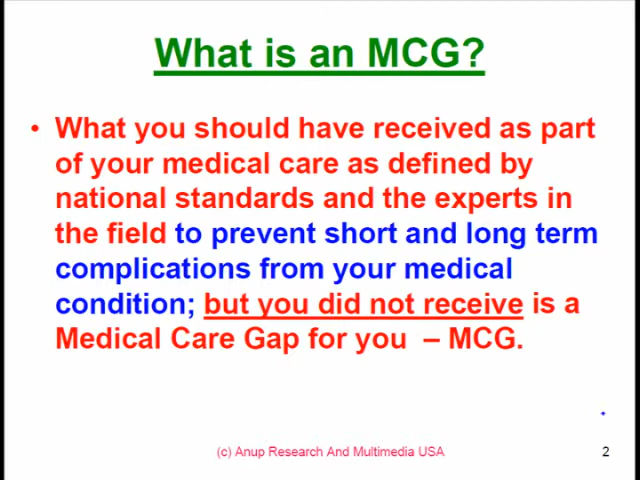 What is an MCG?
• What you should have received as part
of your medical care as defined by
national standards and the experts in
the field to prevent short and long term
complications from your medical
condition; but you did not receive is a
Medical Care Gap for you – MCG.
(c) Anup Research And Multimedia USA
2